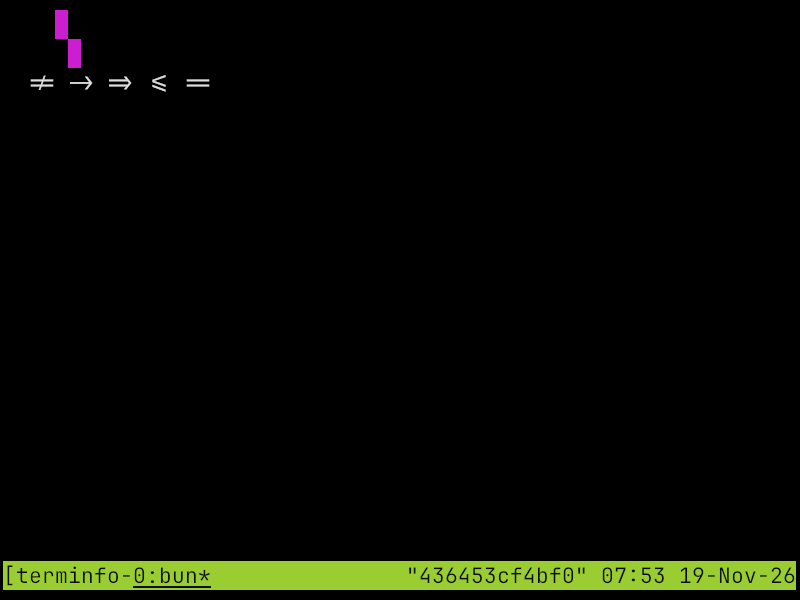 ≠ → ⇒ ⩽ ==
[terminfo-0:bun* "436453cf4bf0" 07:53 19-Nov-26